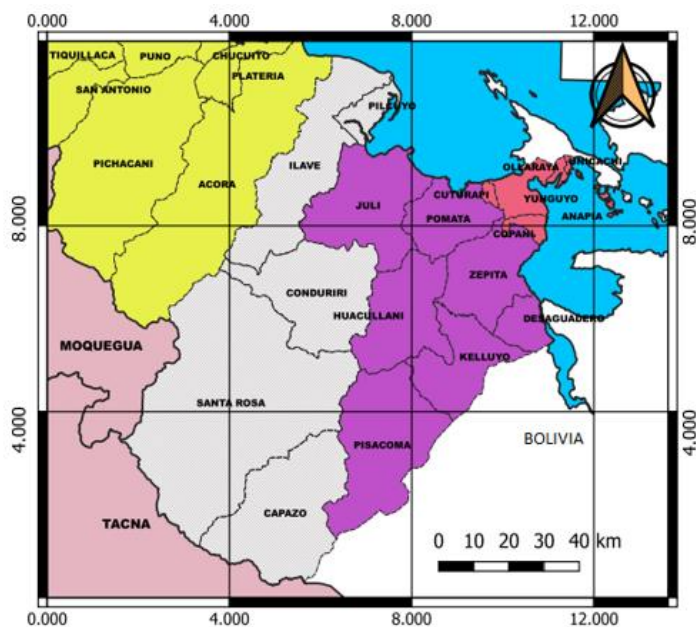 0.000 4.000 8.000 12.000
TIQUILLACA PUNO CHUCUITO
PLATERIA
SAN ANTONIO
PILCUYO
PICHACANI
ILAVE
OLLARAYA UNICACHI
ACORA
JULI
CUTURAPI
YUNGUYO
POMATA
ANAPIA
8.000
8.000
COPANI
ZEPITA
CONDURIRI
HUACULLANI
DESAGUADERO
MOQUEGUA
KELLUYO
SANTA ROSA
4.000
4.000
BOLIVIA
PISACOMA
CAPAZO
TACNA
0 10 20 30 40 km
0.000 4.000 8.000 12.000